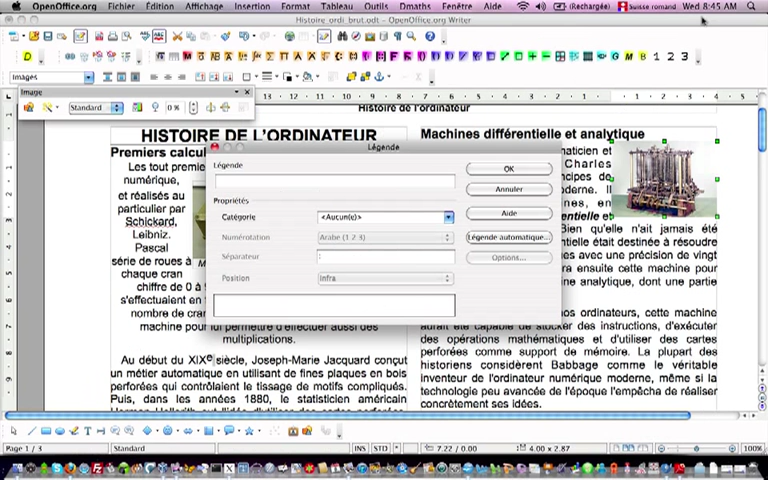 OpenOffice.org Fichier Édition Affichage Insertion Format Tableau Outils Dmaths Fenêtre Aide (Rechargée) Suisse romand Wed 8:45 AM
Histoire_ordi_brut.odt - OpenOffice.org Writer
Images
Image
Standard 0 %
Histoire de l'ordinateur
HISTOIRE DE L'ORDINATEUR
Premiers calcul
Les tout premie
numérique,
et réalisés au
particulier par
Schickard,
Leibniz.
Pascal
série de roues à
chaque cran
chiffre de 0 à
s'effectuaient en
nombre de cran
machine pour lui permettre d'effectuer aussi des
multiplications.
Au début du XIXe siècle, Joseph-Marie Jacquard conçut
un métier automatique en utilisant de fines plaques en bois
perforées qui contrôlaient le tissage de motifs compliqués.
Puis, dans les années 1880, le statisticien américain
Légende
Légende
Propriétés
Catégorie <Aucun(e)>
Numérotation Arabe (1 2 3)
Séparateur :
Position Infra
OK
Annuler
Aide
Légende automatique...
Options...
Machines différentielle et analytique
maticien et
Charles
ncipes de
oderne. Il
nes, en
entielle et
Bien qu'elle n'ait jamais été
entielle était destinée à résoudre
es avec une précision de vingt
ra ensuite cette machine pour
ne analytique, dont une partie
nos ordinateurs, cette machine
aurait été capable de stocker des instructions, d'exécuter
des opérations mathématiques et d'utiliser des cartes
perforées comme support de mémoire. La plupart des
historiens considèrent Babbage comme le véritable
inventeur de l'ordinateur numérique moderne, même si la
technologie peu avancée de l'époque l'empêcha de réaliser
concrètement ses idées.
Page 1 / 3 Standard INS STD * 7.22 / 0.00 4.00 x 2.87 100%